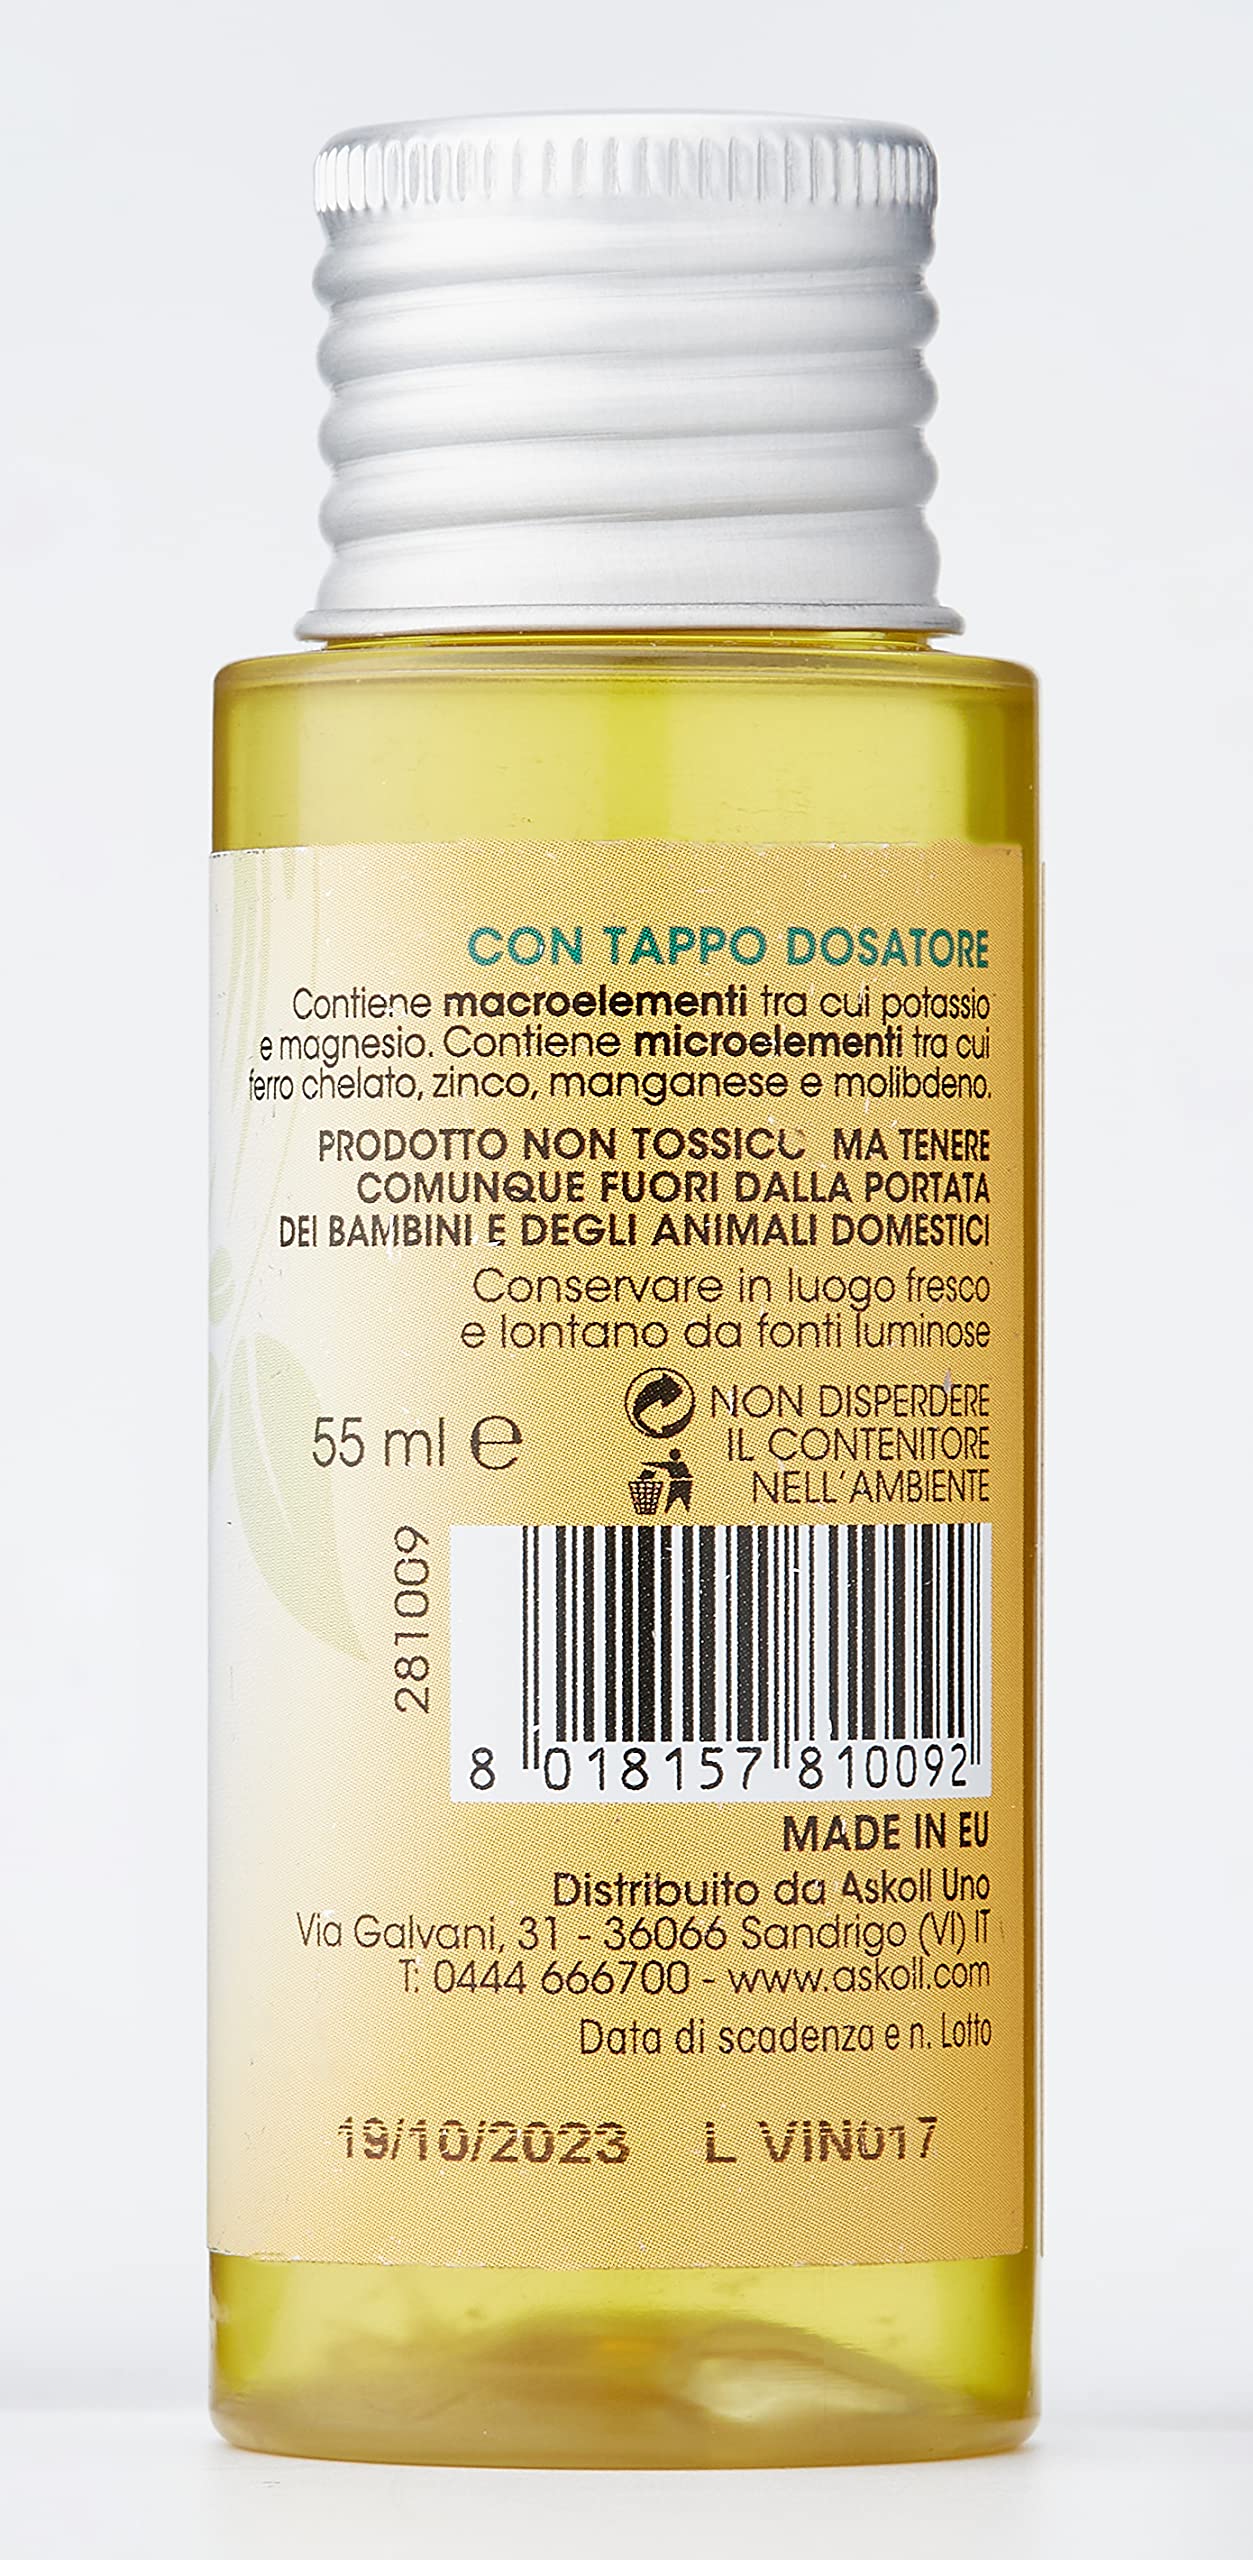 CON TAPPO DOSATORE
Contiene macroelementi tra cui potassio
e magnesio. Contiene microelementi tra cui
ferro chelato, zinco, manganese e molibdeno.
PRODOTTO NON TOSSICO MA TENERE
COMUNQUE FUORI DALLA PORTATA
DEI BAMBINI E DEGLI ANIMALI DOMESTICI
Conservare in luogo fresco
e lontano da fonti luminose
NON DISPERDERE
IL CONTENITORE
NELL'AMBIENTE
55 ml e
281009
8 018157 810092
MADE IN EU
Distribuito da Askoll Uno
Via Galvani, 31 - 36066 Sandrigo (VI) IT
T: 0444 666700 - www.askoll.com
Data di scadenza e n. Lotto
19/10/2023 L VIN017